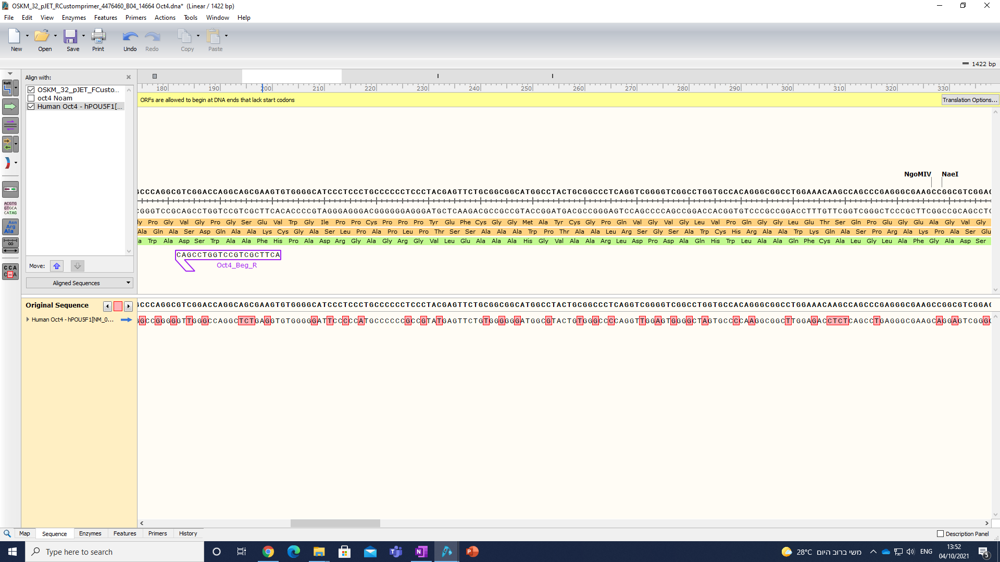 OSKM_32_pJET_RCustomprimer_4476460_B04_14664 Oct4.dna* (Linear / 1422 bp)
File Edit View Enzymes Features Primers Actions Tools Window Help
New Open Save Print Undo Redo Copy Paste
1422 bp
Align with:
OSKM_32_pJET_FCusto...
oct4 Noam
Human Oct4 - hPOU5F1[...
Move:
Aligned Sequences
180 190 200 210 220 230 240 250 260 270 280 290 300 310 320 330
ORFs are allowed to begin at DNA ends that lack start codons
Translation Options...
NgoMIV NaeI
GCCCAGGCGTCGGACCAGGCAGCGAAGTGTGGGGCATCCCTCCCTGCCCCCCTCCCTACGAGTTCTGCGGCGGCATGGCCTACTGCGGCCCTCAGGTCGGGGTCGGCCTGGTGCCACAGGGCGGCCTGGAAACAAGCCAGCCCGAGGGCGAAGCCGGCGTCGGAC
CGGGTCCGCAGCCTGGTCCGTCGCTTCACACCCCGTAGGGAGGGACGGGGGGAGGGATGCTCAAGACGCCGCCGTACCGGATGACGCCGGGAGTCCAGCCCCAGCCGGACCACGGTGTCCCGCCGGACCTTTGTTCGGTCGGGCTCCCGCTTCGGCCGCAGCCTG
Pro Gly Val Gly Pro Gly Ser Glu Val Trp Gly Ile Pro Pro Cys Pro Pro Pro Tyr Glu Phe Cys Gly Gly Met Ala Tyr Cys Gly Pro Gln Val Gly Val Gly Leu Val Pro Gln Gly Gly Leu Glu Thr Ser Gln Pro Glu Gly Glu Ala Gly Val Gly
Ala Gln Ala Ser Asp Gln Ala Ala Lys Cys Gly Ala Ser Leu Pro Ala Pro Leu Pro Thr Ser Ser Ala Ala Ala Trp Pro Thr Ala Ala Leu Arg Ser Gly Ser Ala Trp Cys His Arg Ala Ala Trp Lys Gln Ala Ser Pro Arg Ala Lys Pro Ala Ser Glu
a Trp Ala Asp Ser Trp Ala Ala Phe His Pro Ala Asp Arg Gly Ala Gly Arg Gly Val Leu Glu Ala Ala Ala His Gly Val Ala Ala Arg Leu Asp Pro Asp Ala Gln His Trp Leu Ala Ala Gln Phe Cys Ala Leu Gly Leu Ala Phe Gly Ala Asp Ser
CAGCCTGGTCCGTCGCTTCA
Oct4_Beg_R
Original Sequence
GCCCAGGCGTCGGACCAGGCAGCGAAGTGTGGGGCATCCCTCCCTGCCCCCCTCCCTACGAGTTCTGCGGCGGCATGGCCTACTGCGGCCCTCAGGTCGGGGTCGGCCTGGTGCCACAGGGCGGCCTGGAAACAAGCCAGCCCGAGGGCGAAGCCGGCGTCGGAC
Human Oct4 - hPOU5F1[NM_0...
GGCCGGGGGTTGGGCCAGGCTCTGAGGTGTGGGGGATTCCCCCATGCCCCCCGCCGTATGAGTTCTGTGGGGGGATGGCGTACTGTGGGCCCCAGGTTGGAGTGGGGCTAGTGCCCCAAGGCGGCTTGGAGACCTCTCAGCCTGAGGGCGAAGCAGGAGTCGGG
Map Sequence Enzymes Features Primers History
Description Panel
Type here to search
28°C משי ברוב היום
ENG
13:52
04/10/2021
5